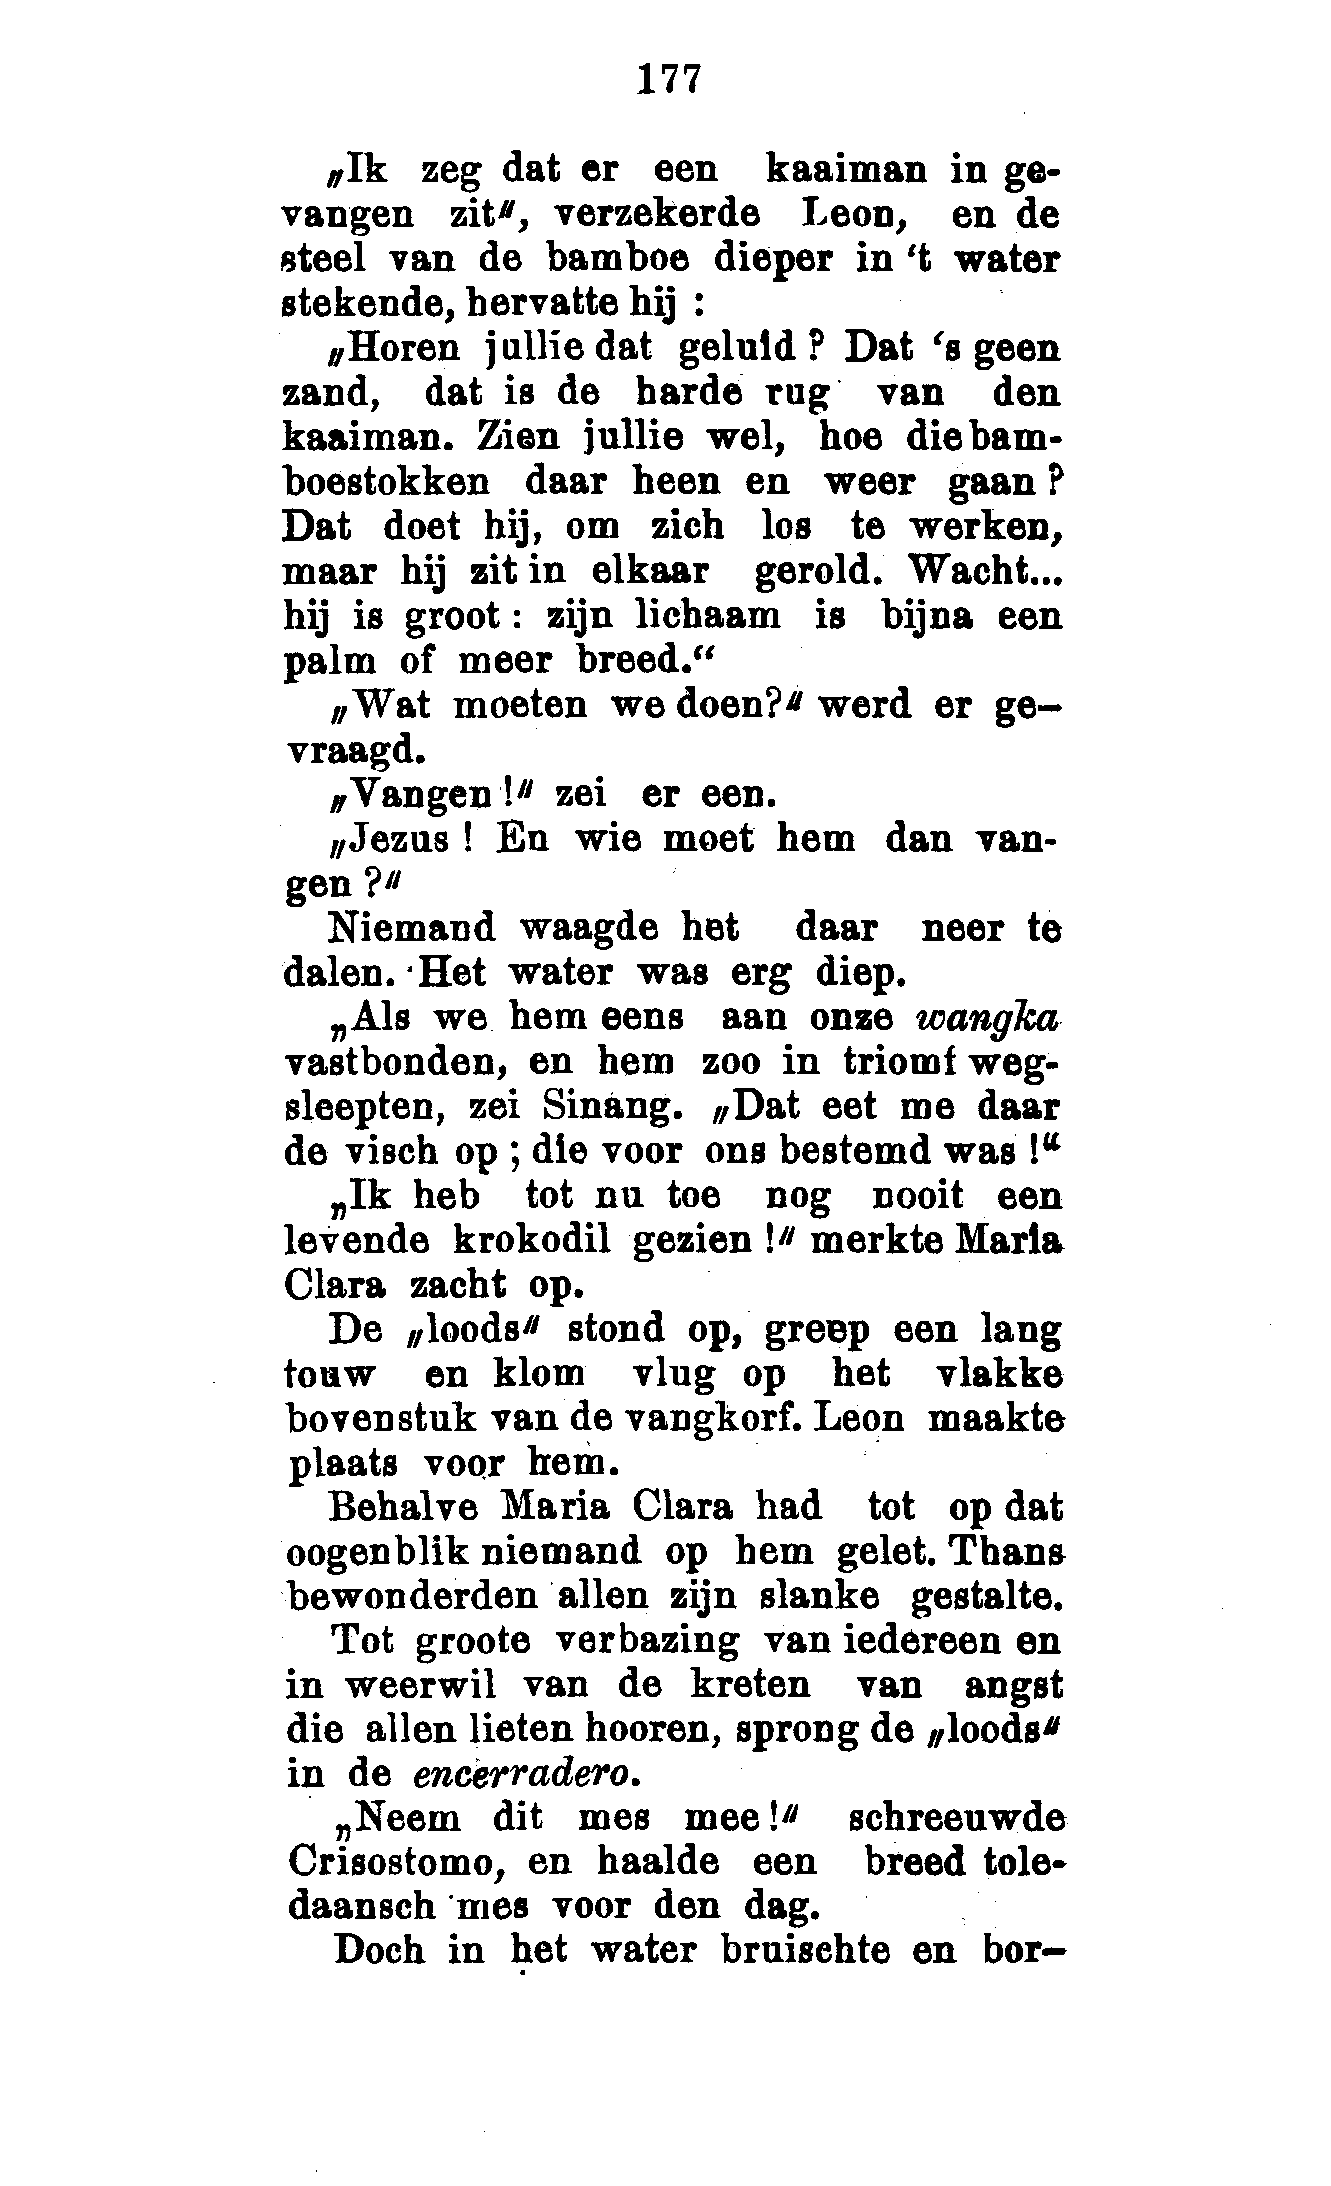 177
„Ik zeg dat er een kaaiman in ge-
vangen zit", verzekerde Leon, en de
steel van de bamboe dieper in 't water
stekende, hervatte hij :
„Horen jullie dat geluid ? Dat 's geen
zand, dat is de harde rug van den
kaaiman. Zien jullie wel, hoe die bam-
boestokken daar heen en weer gaan ?
Dat doet hij, om zich los te werken,
maar hij zit in elkaar gerold. Wacht...
hij is groot : zijn lichaam is bijna een
palm of meer breed.“
„Wat moeten we doen?" werd er ge-
vraagd.
„Vangen !" zei er een.
„Jezus ! En wie moet hem dan van-
gen ?"
Niemand waagde het daar neer te
dalen. Het water was erg diep.
„Als we hem eens aan onze wangka
vastbonden, en hem zoo in triomf weg-
sleepten, zei Sinang. „Dat eet me daar
de visch op ; die voor ons bestemd was !“
„Ik heb tot nu toe nog nooit een
levende krokodil gezien !" merkte Maria
Clara zacht op.
De „loods" stond op, greep een lang
touw en klom vlug op het vlakke
bovenstuk van de vangkorf. Leon maakte
plaats voor hem.
Behalve Maria Clara had tot op dat
oogenblik niemand op hem gelet. Thans
bewonderden allen zijn slanke gestalte.
Tot groote verbazing van iedereen en
in weerwil van de kreten van angst
die allen lieten hooren, sprong de „loods"
in de encerradero.
„Neem dit mes mee !" schreeuwde
Crisostomo, en haalde een breed tole-
daansch mes voor den dag.
Doch in het water bruischte en bor-